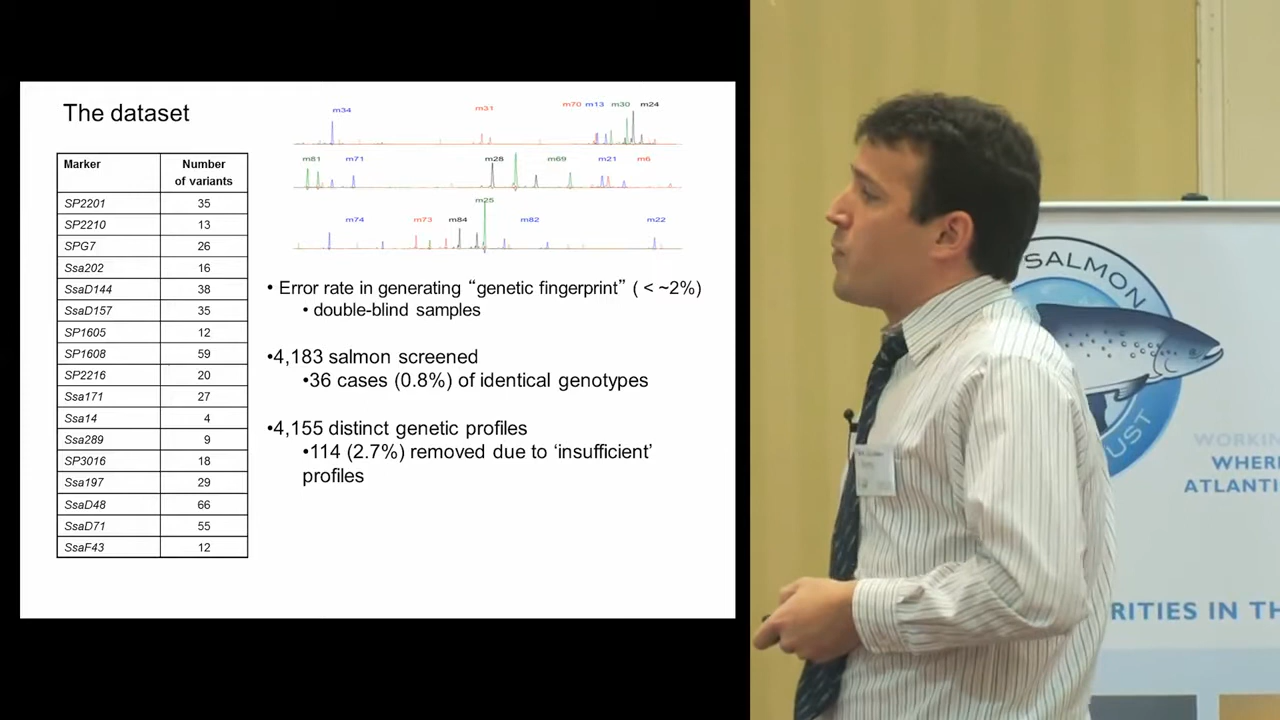 The dataset
Marker Number of variants
SP2201 35
SP2210 13
SPG7 26
Ssa202 16
SsaD144 38
SsaD157 35
SP1605 12
SP1608 59
SP2216 20
Ssa171 27
Ssa14 4
Ssa289 9
SP3016 18
Ssa197 29
SsaD48 66
SsaD71 55
SsaF43 12
m34 m31 m70 m13 m30 m24
m81 m71 m28 m69 m21 m6
m25
m74 m73 m84 m82 m22
• Error rate in generating “genetic fingerprint” ( < ~2%)
• double-blind samples
•4,183 salmon screened
•36 cases (0.8%) of identical genotypes
•4,155 distinct genetic profiles
•114 (2.7%) removed due to ‘insufficient’
profiles
SALMON
UST
WORKIN
WHERE
ATLANTI
RITIES IN TH